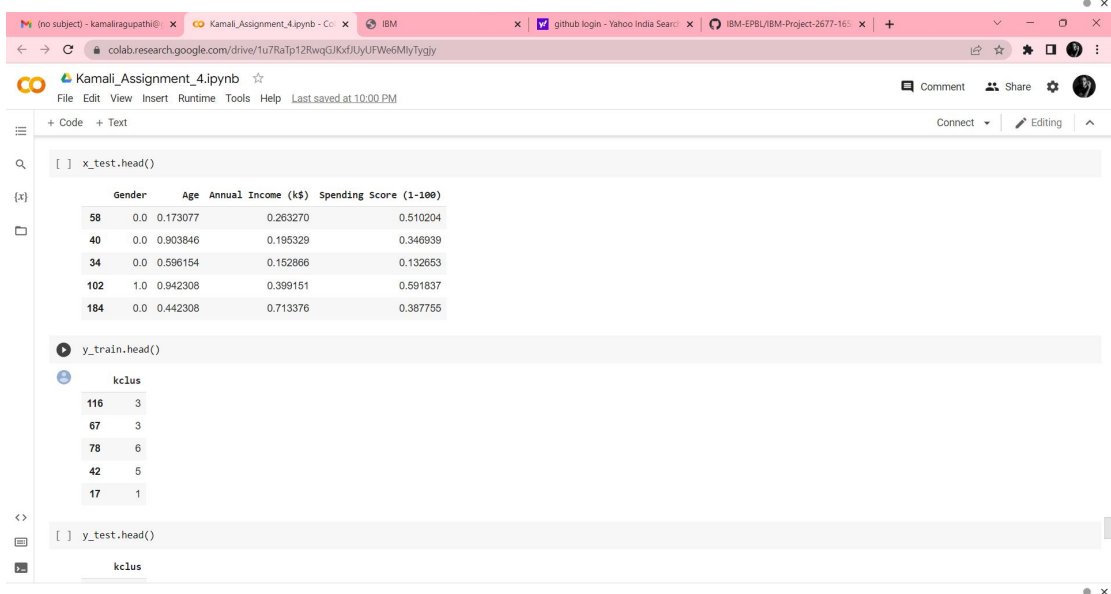 (no subject) - kamaliragupathi@g
Kamali_Assignment_4.ipynb - Co
IBM
github login - Yahoo India Search
IBM-EPBL/IBM-Project-2677-165
colab.research.google.com/drive/1u7RaTp12RwqGJKxfJUyUFWe6MIyTygjy
CO
Kamali_Assignment_4.ipynb
Comment
Share
File Edit View Insert Runtime Tools Help Last saved at 10:00 PM
+ Code + Text
Connect
Editing
[ ] x_test.head()
{x}
Gender Age Annual Income (k$) Spending Score (1-100)
58 0.0 0.173077 0.263270 0.510204
40 0.0 0.903846 0.195329 0.346939
34 0.0 0.596154 0.152866 0.132653
102 1.0 0.942308 0.399151 0.591837
184 0.0 0.442308 0.713376 0.387755
y_train.head()
kclus
116 3
67 3
78 6
42 5
17 1
[ ] y_test.head()
kclus